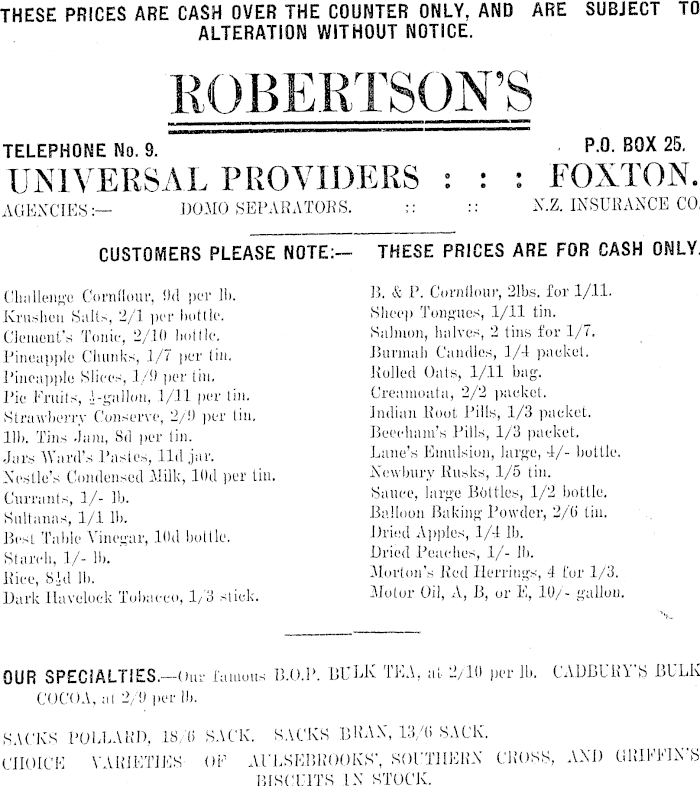 THESE PRICES ARE CASH OVER THE COUNTER ONLY, AND ARE SUBJECT TO
ALTERATION WITHOUT NOTICE.
ROBERTSON'S
TELEPHONE No. 9. P.O. BOX 25.
UNIVERSAL PROVIDERS : : : FOXTON.
AGENCIES:— DOMO SEPARATORS. :: :: N.Z. INSURANCE CO.
CUSTOMERS PLEASE NOTE:— THESE PRICES ARE FOR CASH ONLY.
Challenge Cornflour, 9d per lb.
Krushen Salts, 2/1 per bottle.
Clement's Tonic, 2/10 bottle.
Pineapple Chunks, 1/7 per tin.
Pineapple Slices, 1/9 per tin.
Pie Fruits, ½-gallon, 1/11 per tin.
Strawberry Conserve, 2/9 per tin.
1lb. Tins Jam, 8d per tin.
Jars Ward's Pastes, 11d jar.
Nestle's Condensed Milk, 10d per tin.
Currants, 1/- lb.
Sultanas, 1/1 lb.
Best Table Vinegar, 10d bottle.
Starch, 1/- lb.
Rice, 3½d lb.
Dark Havelock Tobacco, 1/3 stick.
B. & P. Cornflour, 2lbs. for 1/11.
Sheep Tongues, 1/11 tin.
Salmon, halves, 2 tins for 1/7.
Burmah Candles, 1/4 packet.
Rolled Oats, 1/11 bag.
Creamoata, 2/2 packet.
Indian Root Pills, 1/3 packet.
Beecham's Pills, 1/3 packet.
Lane's Emulsion, large, 4/- bottle.
Newbury Rusks, 1/5 tin.
Sauce, large Bottles, 1/2 bottle.
Balloon Baking Powder, 2/6 tin.
Dried Apples, 1/4 lb.
Dried Peaches, 1/- lb.
Morton's Red Herrings, 4 for 1/3.
Motor Oil, A, B, or E, 10/- gallon.
OUR SPECIALTIES.—Our famous B.O.P. BULK TEA, at 2/10 per lb. CADBURY'S BULK
COCOA, at 2/9 per lb.
SACKS POLLARD, 18/6 SACK. SACKS BRAN, 13/6 SACK.
CHOICE VARIETIES OF AULSEBROOKS', SOUTHERN CROSS, AND GRIFFIN'S
BISCUITS IN STOCK.